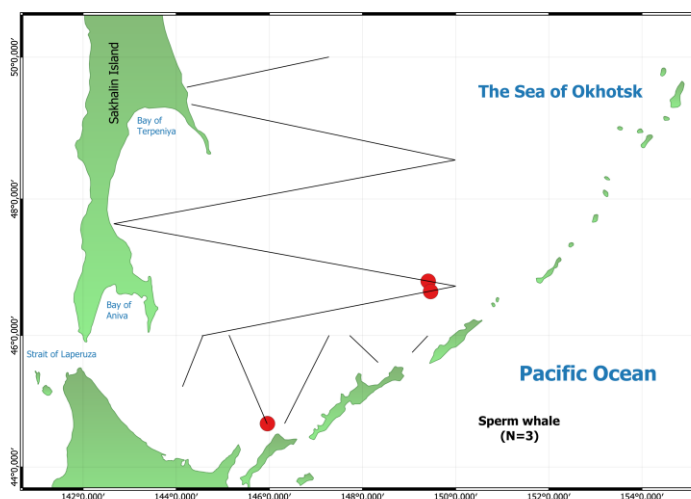 50°0,000'
48°0,000'
46°0,000'
44°0,000'
Sakhalin Island
The Sea of Okhotsk
Bay of
Terpeniya
Bay of
Aniva
Strait of Laperuza
Pacific Ocean
Sperm whale
(N=3)
142°0,000'
144°0,000'
146°0,000'
148°0,000'
150°0,000'
152°0,000'
154°0,000'